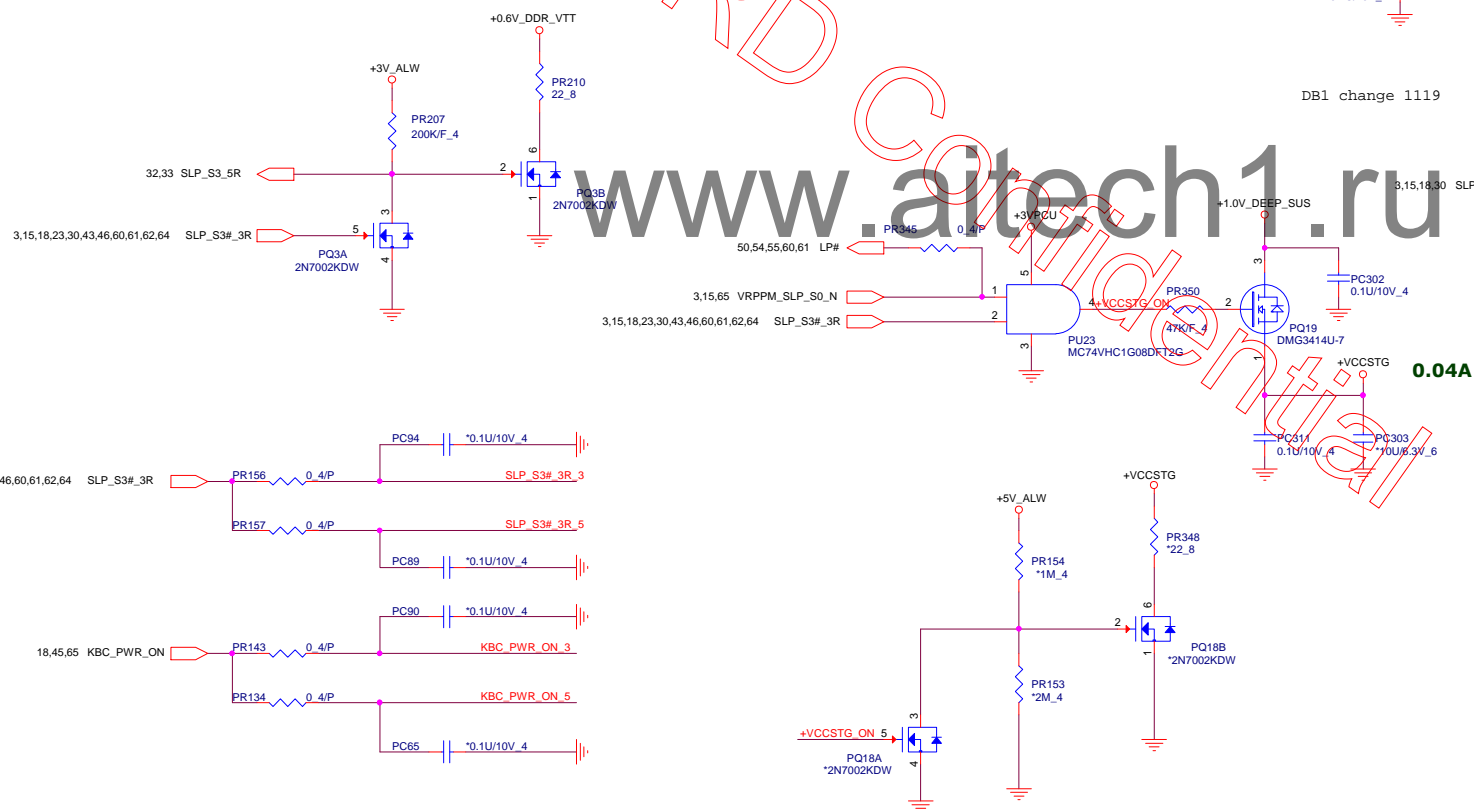 +0.6V_DDR_VTT
+3V_ALW
PR210
22_8
PR207
200K/F_4
6
2
1
PQ3B
2N7002KDW
32,33 SLP_S3_5R
3
5
4
3,15,18,23,30,43,46,60,61,62,64 SLP_S3#_3R
PQ3A
2N7002KDW
RD Confidential
DB1 change 1119
www.aitech1.ru
3,15,18,30 SLP
+1.0V_DEEP_SUS
+3VPCU
PR345 0_4/P
50,54,55,60,61 LP#
3,15,65 VRPPM_SLP_S0_N
3,15,18,23,30,43,46,60,61,62,64 SLP_S3#_3R
1
2
5
4
3
+VCCSTG_ON
PU23
MC74VHC1G08DFT2G
PR350
47K/F_4
3
2
1
PQ19
DMG3414U-7
PC302
0.1U/10V_4
+VCCSTG
0.04A
PC311
0.1U/10V_4
PC303
*10U/6.3V_6
PC94 *0.1U/10V_4
46,60,61,62,64 SLP_S3#_3R
PR156 0_4/P
SLP_S3#_3R_3
PR157 0_4/P
SLP_S3#_3R_5
PC89 *0.1U/10V_4
PC90 *0.1U/10V_4
18,45,65 KBC_PWR_ON
PR143 0_4/P
KBC_PWR_ON_3
PR134 0_4/P
KBC_PWR_ON_5
PC65 *0.1U/10V_4
+5V_ALW
+VCCSTG
PR154
*1M_4
PR348
*22_8
6
2
1
PQ18B
*2N7002KDW
PR153
*2M_4
+VCCSTG_ON 5
3
4
PQ18A
*2N7002KDW